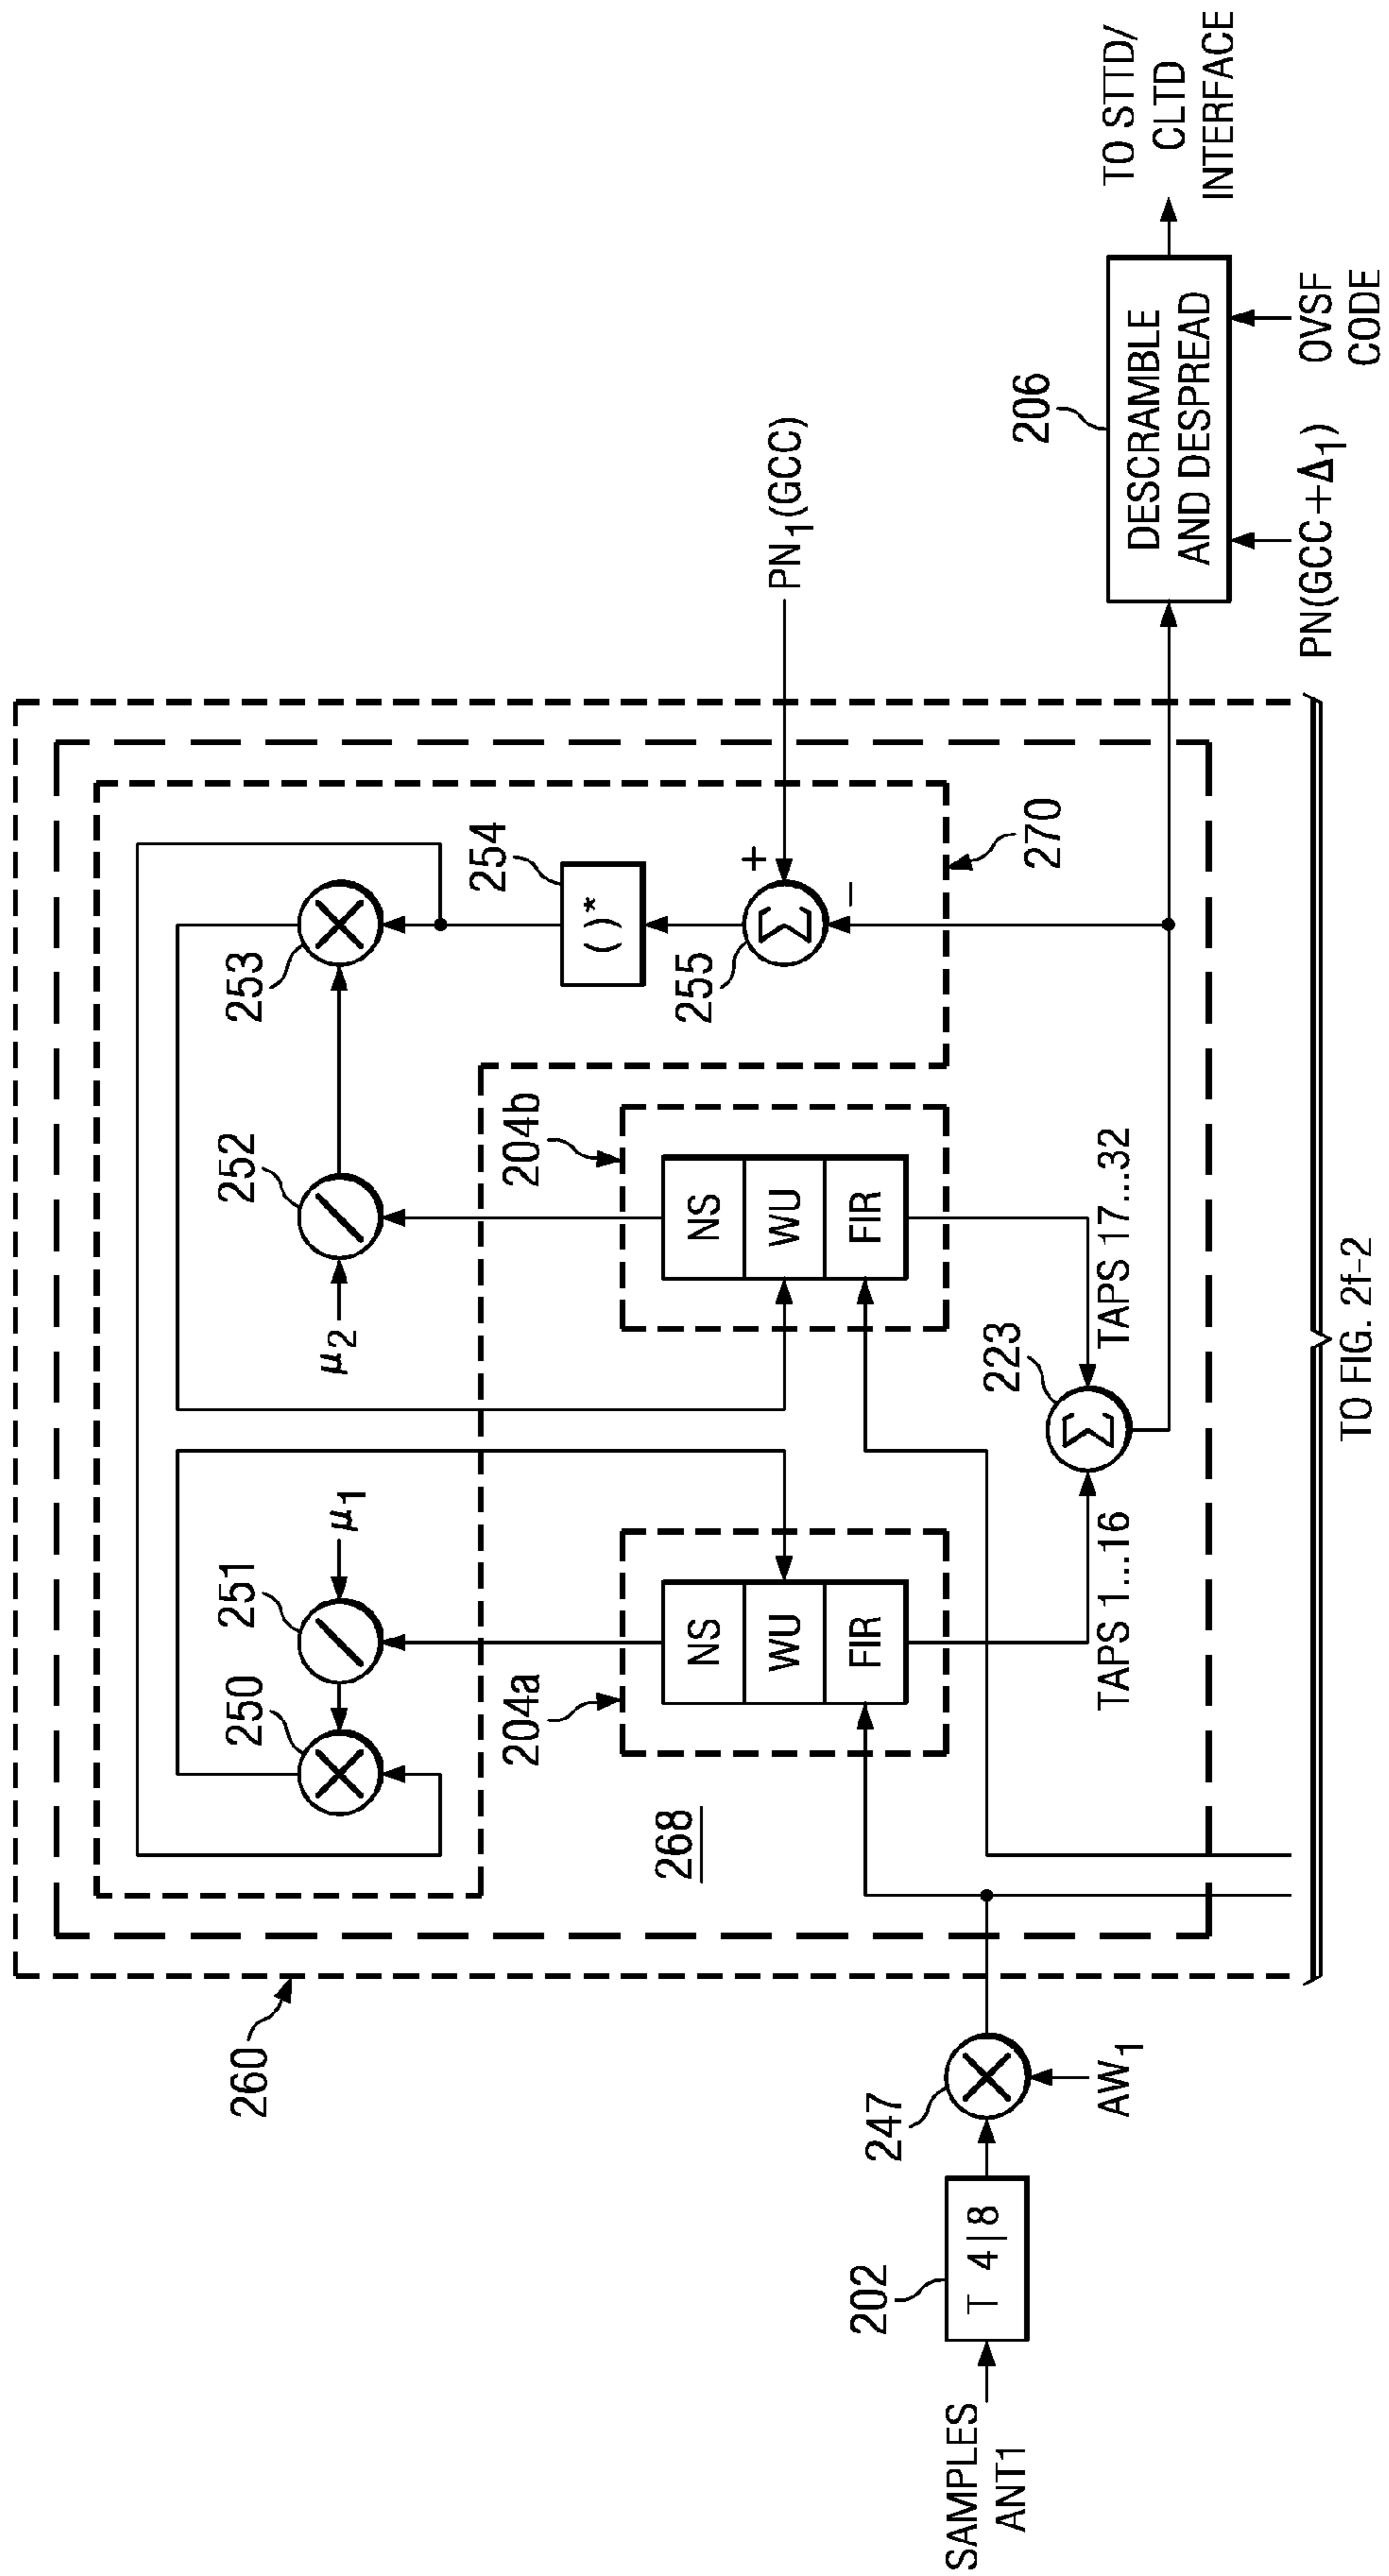 260
253
252
251
250
μ2
μ1
254
( )*
255
+
–
PN1(GCC)
204b
204a
NS
WU
FIR
NS
WU
FIR
268
270
223
TAPS 1...16
TAPS 17...32
SAMPLES
ANT1
202
T 4|8
247
AW1
206
DESCRAMBLE
AND DESPREAD
PN(GCC+Δ1)
OVSF
CODE
TO STTD/
CLTD
INTERFACE
TO FIG. 2f-2